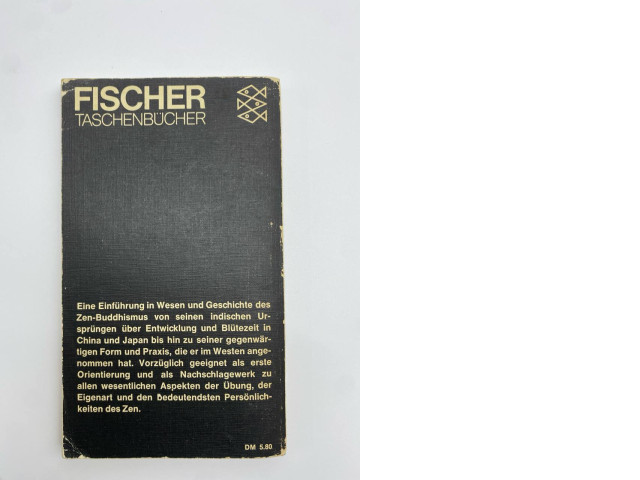 FISCHER
TASCHENBÜCHER
Eine Einführung in Wesen und Geschichte des
Zen-Buddhismus von seinen indischen Ur-
sprüngen über Entwicklung und Blütezeit in
China und Japan bis hin zu seiner gegenwär-
tigen Form und Praxis, die er im Westen ange-
nommen hat. Vorzüglich geeignet als erste
Orientierung und als Nachschlagewerk zu
allen wesentlichen Aspekten der Übung, der
Eigenart und den bedeutendsten Persönlich-
keiten des Zen.
DM 5.80